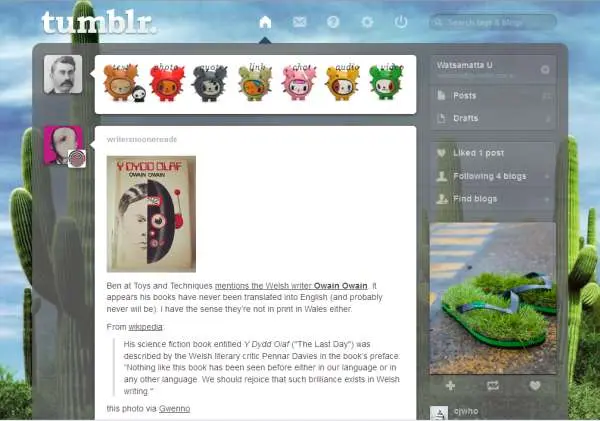 tumblr.
Search tags & blogs
text photo quote link chat audio video
Watsamatta U
Posts
Drafts
Liked 1 post
Following 4 blogs
Find blogs
writersnoonereads
Y DYDD OLAF
OWAIN OWAIN
Ben at Toys and Techniques mentions the Welsh writer Owain Owain. It
appears his books have never been translated into English (and probably
never will be). I have the sense they're not in print in Wales either.
From wikipedia:
His science fiction book entitled Y Dydd Olaf ("The Last Day") was
described by the Welsh literary critic Pennar Davies in the book's preface:
"Nothing like this book has been seen before either in our language or in
any other language. We should rejoice that such brilliance exists in Welsh
writing."
this photo via Gwenno
ejwho